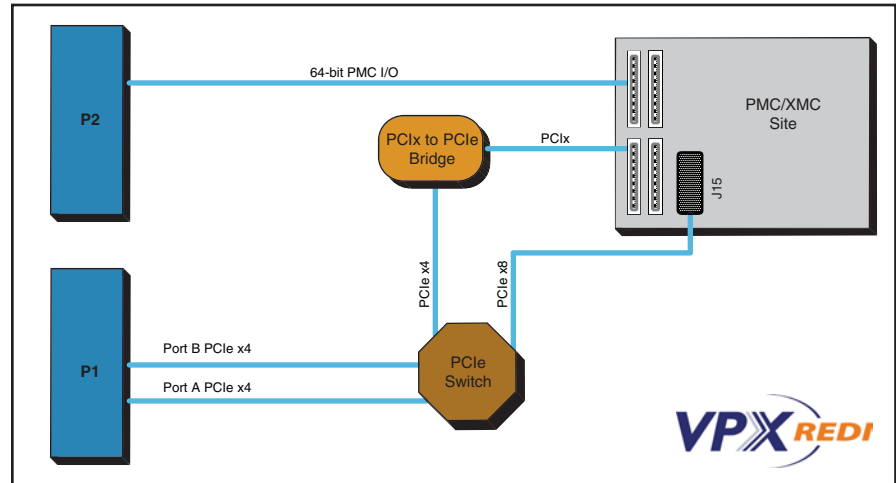 64-bit PMC I/O
P2
PMC/XMC
Site
PCIx to PCIe
Bridge
PCIx
J15
PCIe x4
PCIe x8
Port B PCIe x4
P1
PCIe
Switch
Port A PCIe x4
VPX REDI